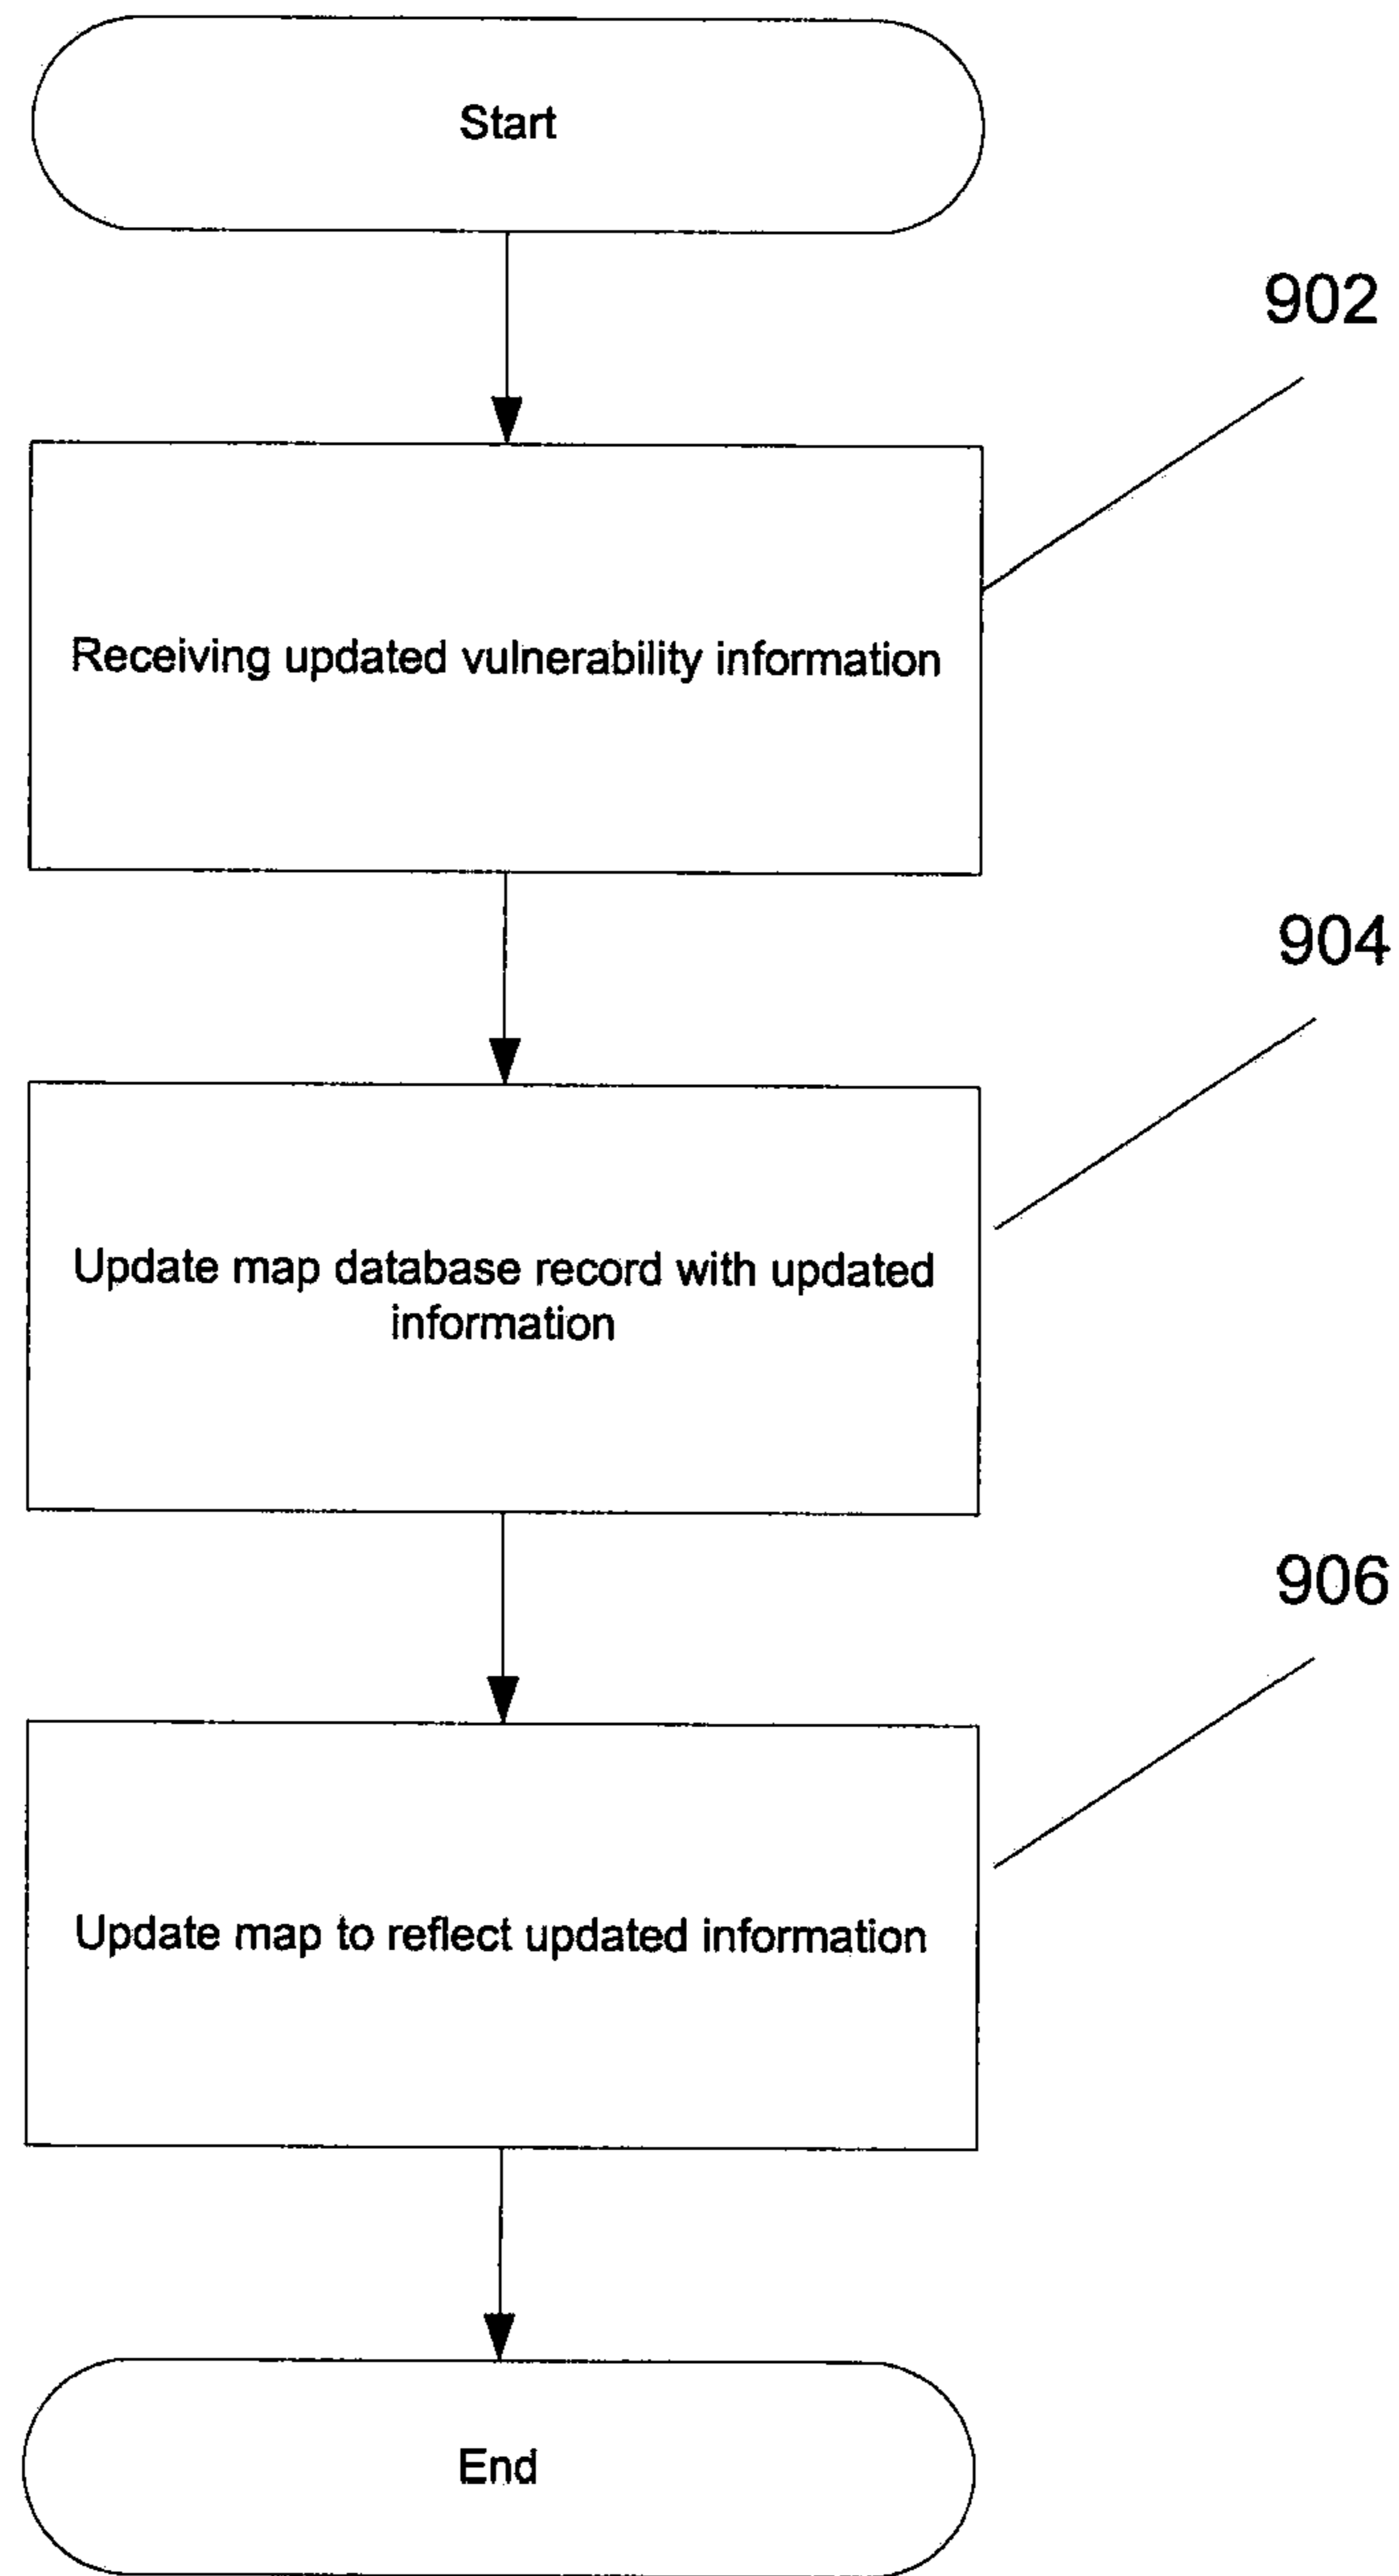 Start
902
Receiving updated vulnerability information
904
Update map database record with updated
information
906
Update map to reflect updated information
End